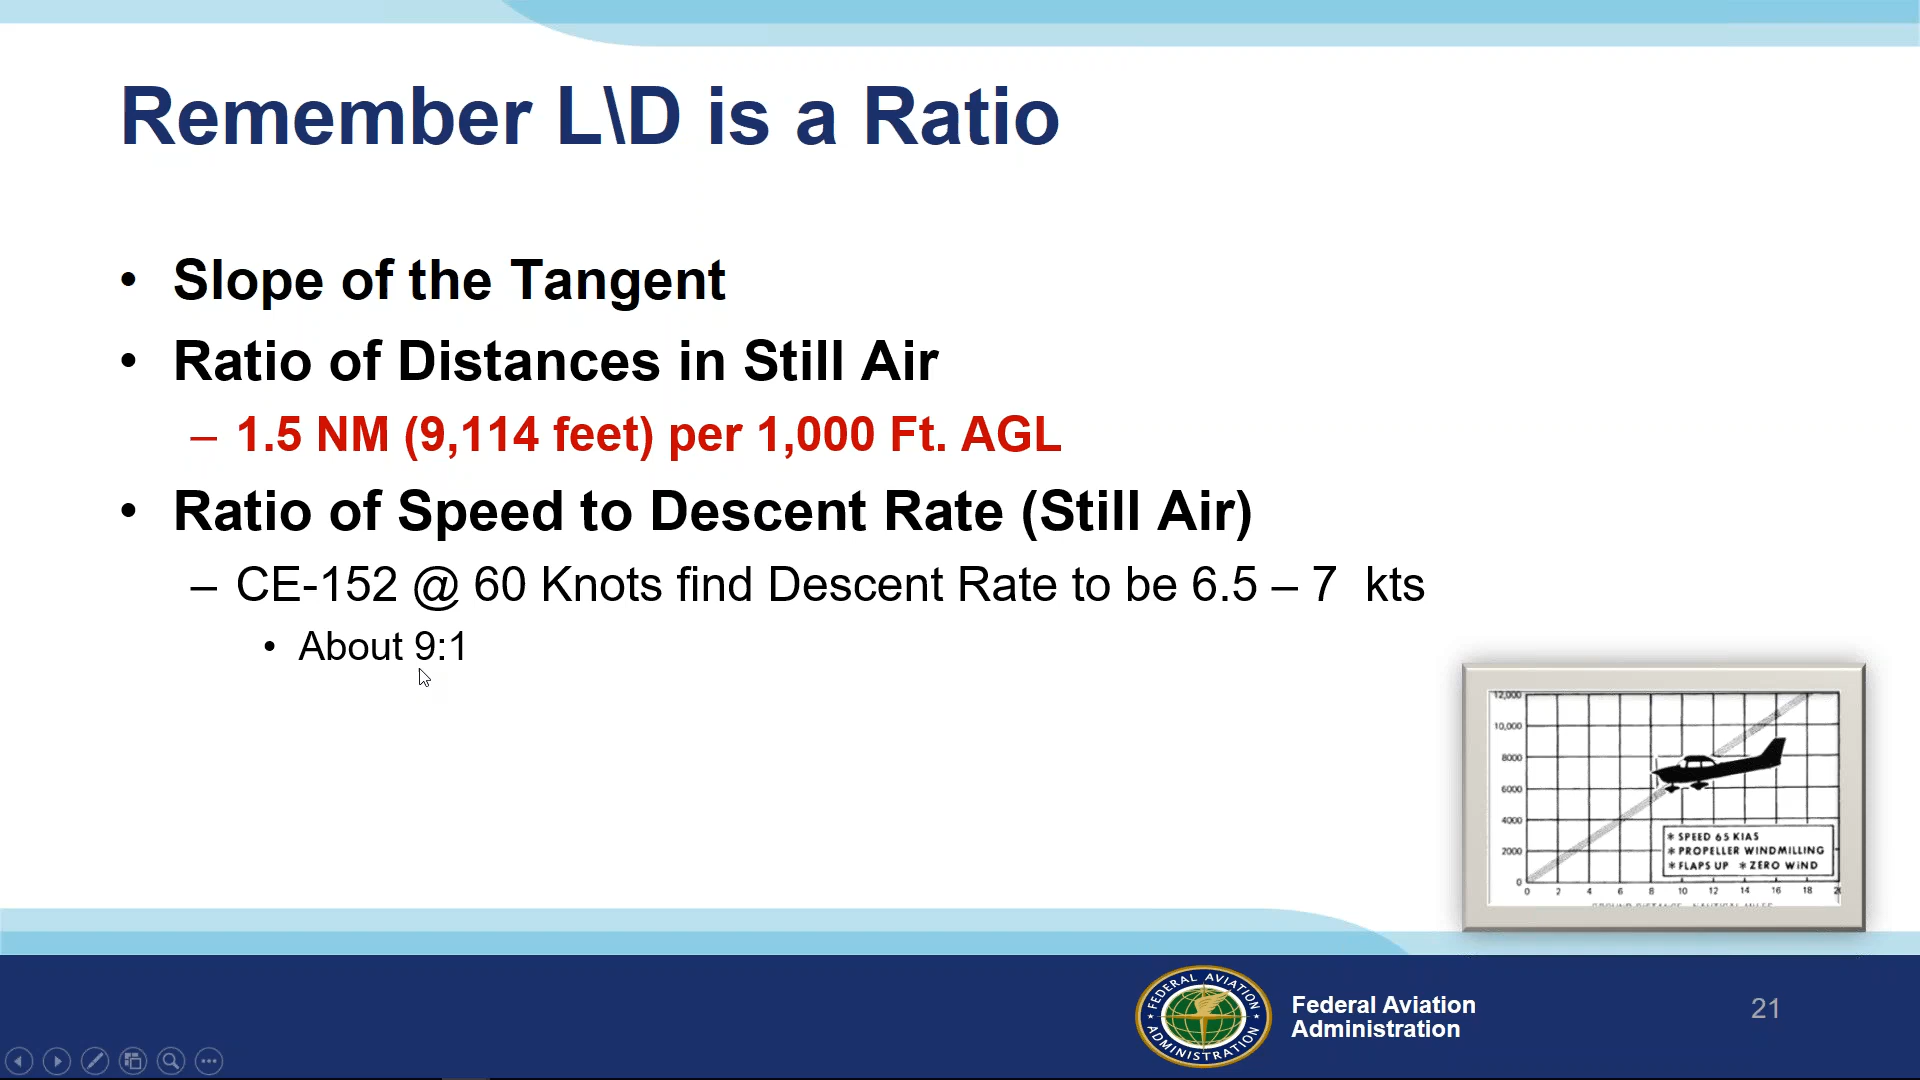 Remember L\D is a Ratio
• Slope of the Tangent
• Ratio of Distances in Still Air
– 1.5 NM (9,114 feet) per 1,000 Ft. AGL
• Ratio of Speed to Descent Rate (Still Air)
– CE-152 @ 60 Knots find Descent Rate to be 6.5 – 7 kts
• About 9:1
12,000
10,000
8000
6000
4000
2000
0
* SPEED 65 KIAS
* PROPELLER WINDMILLING
* FLAPS UP * ZERO WIND
0 2 4 6 8 10 12 14 16 18
FEDERAL AVIATION
ADMINISTRATION
Federal Aviation
Administration
21